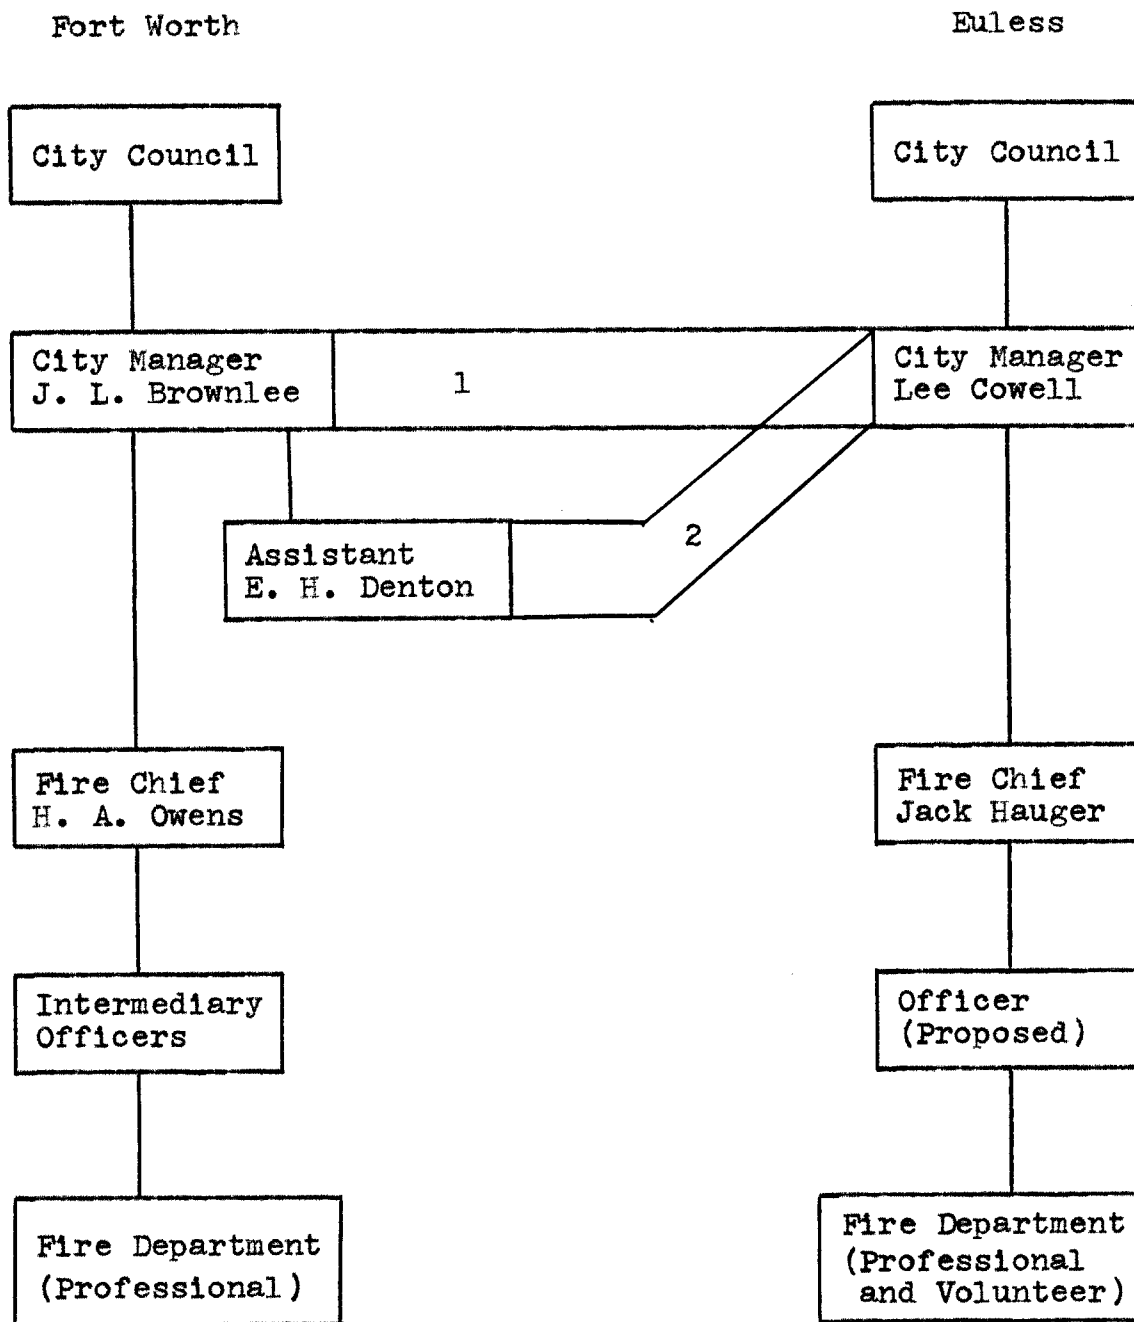 Fort Worth
Euless
City Council
City Council
City Manager
J. L. Brownlee
1
City Manager
Lee Cowell
Assistant
E. H. Denton
2
Fire Chief
H. A. Owens
Fire Chief
Jack Hauger
Intermediary
Officers
Officer
(Proposed)
Fire Department
(Professional)
Fire Department
(Professional
and Volunteer)